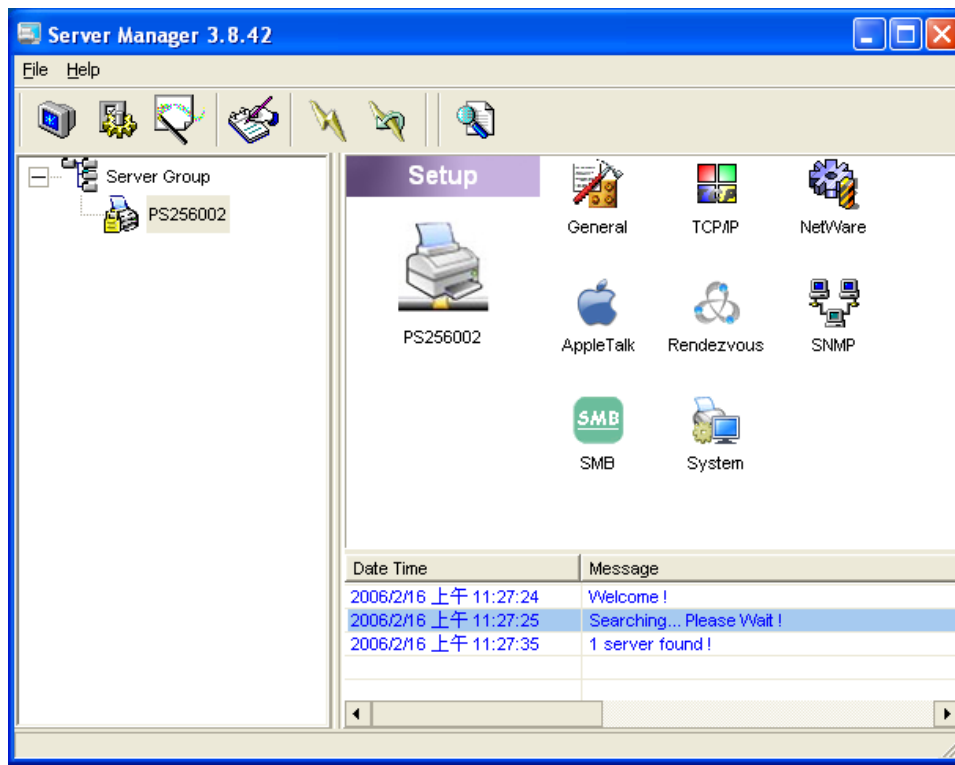 Server Manager 3.8.42
File Help
Server Group
PS256002
Setup
PS256002
General
TCP/IP
NetWare
AppleTalk
Rendezvous
SNMP
SMB
SMB
System
Date Time Message
2006/2/16 上午 11:27:24 Welcome !
2006/2/16 上午 11:27:25 Searching... Please Wait !
2006/2/16 上午 11:27:35 1 server found !